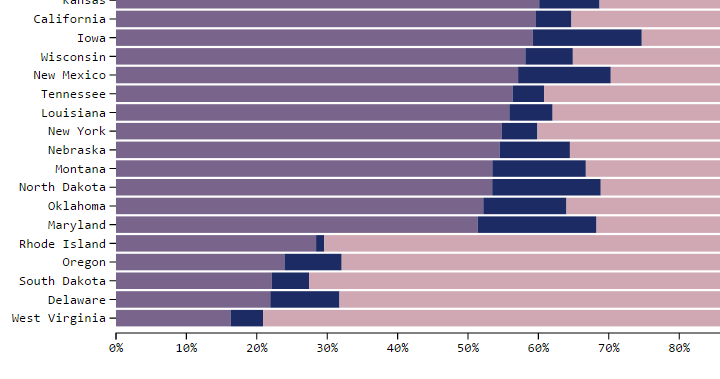 Kansas
California
Iowa
Wisconsin
New Mexico
Tennessee
Louisiana
New York
Nebraska
Montana
North Dakota
Oklahoma
Maryland
Rhode Island
Oregon
South Dakota
Delaware
West Virginia
0% 10% 20% 30% 40% 50% 60% 70% 80%